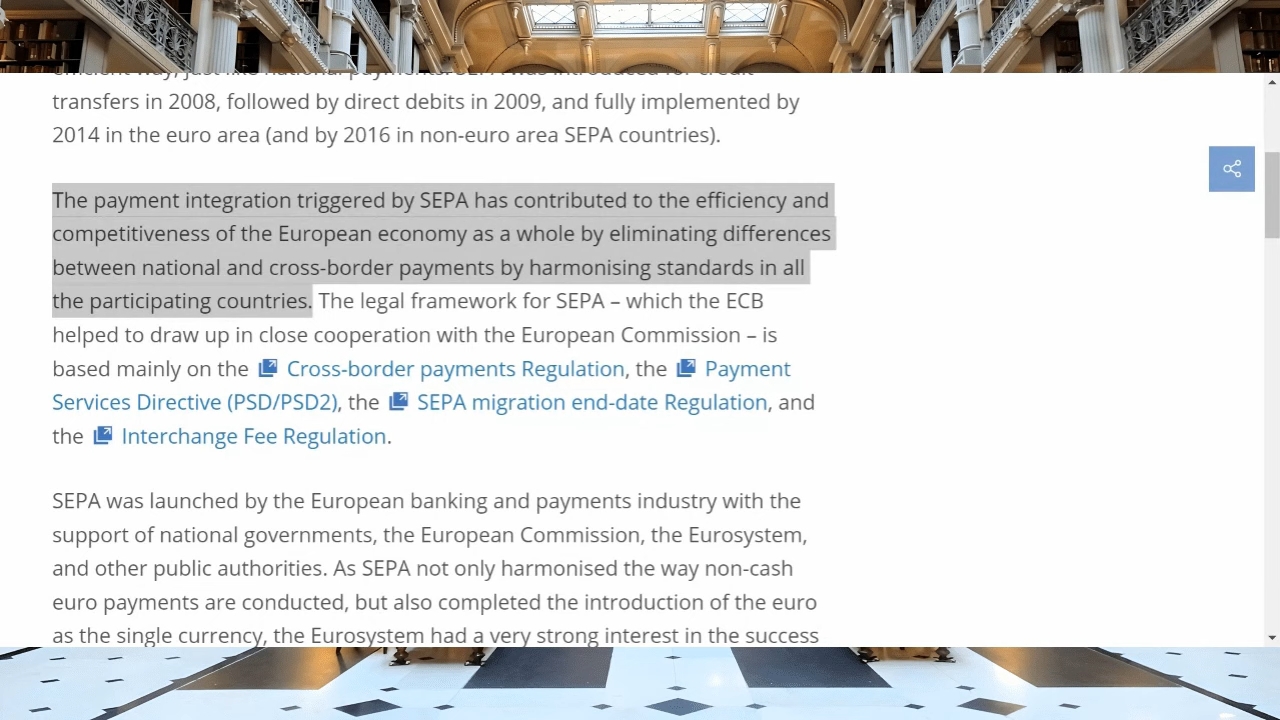 transfers in 2008, followed by direct debits in 2009, and fully implemented by
2014 in the euro area (and by 2016 in non-euro area SEPA countries).
The payment integration triggered by SEPA has contributed to the efficiency and
competitiveness of the European economy as a whole by eliminating differences
between national and cross-border payments by harmonising standards in all
the participating countries. The legal framework for SEPA – which the ECB
helped to draw up in close cooperation with the European Commission – is
based mainly on the Cross-border payments Regulation, the Payment
Services Directive (PSD/PSD2), the SEPA migration end-date Regulation, and
the Interchange Fee Regulation.
SEPA was launched by the European banking and payments industry with the
support of national governments, the European Commission, the Eurosystem,
and other public authorities. As SEPA not only harmonised the way non-cash
euro payments are conducted, but also completed the introduction of the euro
as the single currency, the Eurosystem had a very strong interest in the success